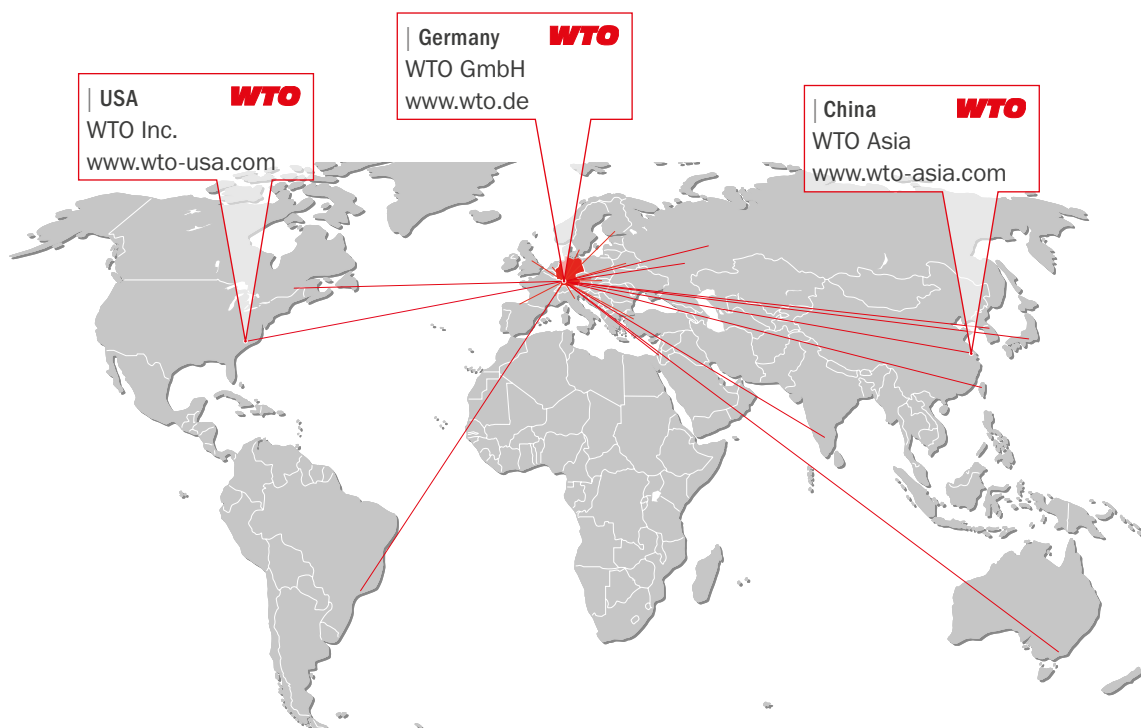 | USA WTO
WTO Inc.
www.wto-usa.com
| Germany WTO
WTO GmbH
www.wto.de
| China WTO
WTO Asia
www.wto-asia.com